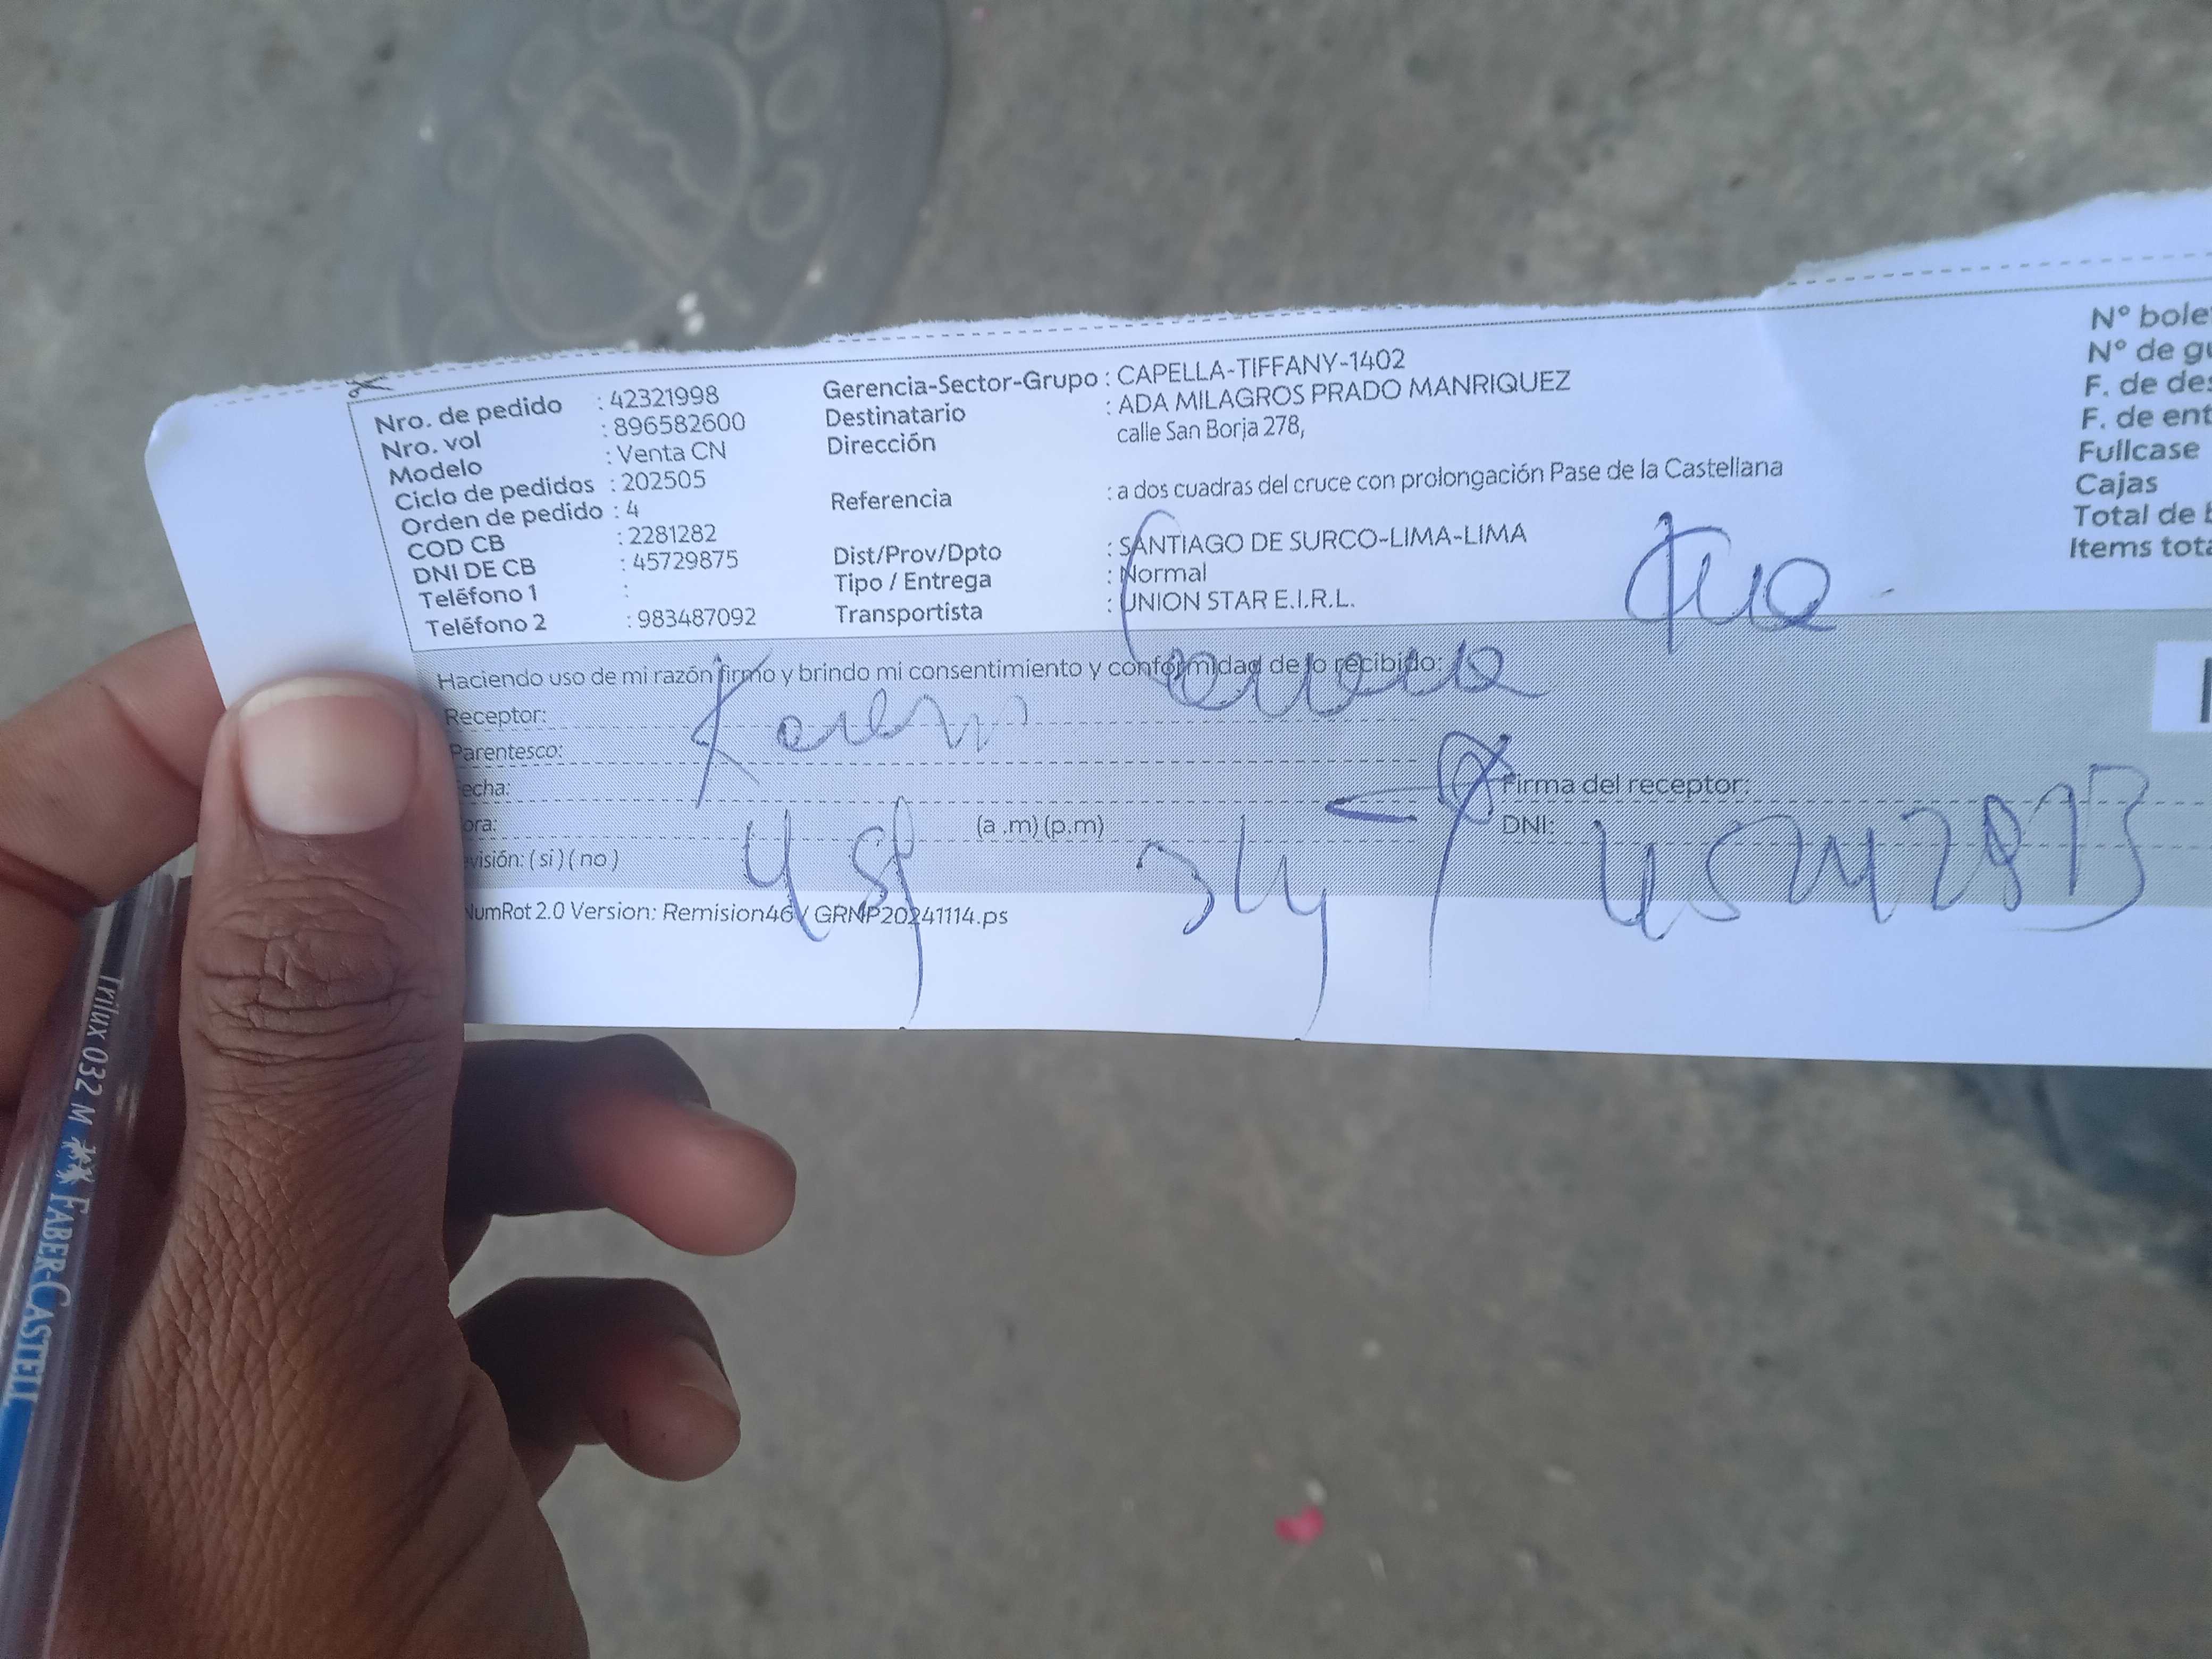 Nro. de pedido : 42321998
Nro. vol : 896582600
Modelo : Venta CN
Ciclo de pedidos : 202505
Orden de pedido : 4
COD CB : 2281282
DNI DE CB : 45729875
Teléfono 1 :
Teléfono 2 : 983487092
Gerencia-Sector-Grupo : CAPELLA-TIFFANY-1402
Destinatario : ADA MILAGROS PRADO MANRIQUEZ
Dirección calle San Borja 278,
Referencia : a dos cuadras del cruce con prolongación Pase de la Castellana
Dist/Prov/Dpto : SANTIAGO DE SURCO-LIMA-LIMA
Tipo / Entrega : Normal
Transportista : UNION STAR E.I.R.L.
N° bole
N° de gu
F. de des
F. de ent
Fullcase
Cajas
Total de b
Items tota
Haciendo uso de mi razón firmo y brindo mi consentimiento y conformidad de lo recibido:
Receptor: Karem
Parentesco:
echa:
ora: (a .m) (p.m)
evisión: ( si ) ( no )
Firma del receptor:
DNI:
NumRot 2.0 Version: Remision46 / GRNP20241114.ps
Trilux 032 M FABER-CASTELL